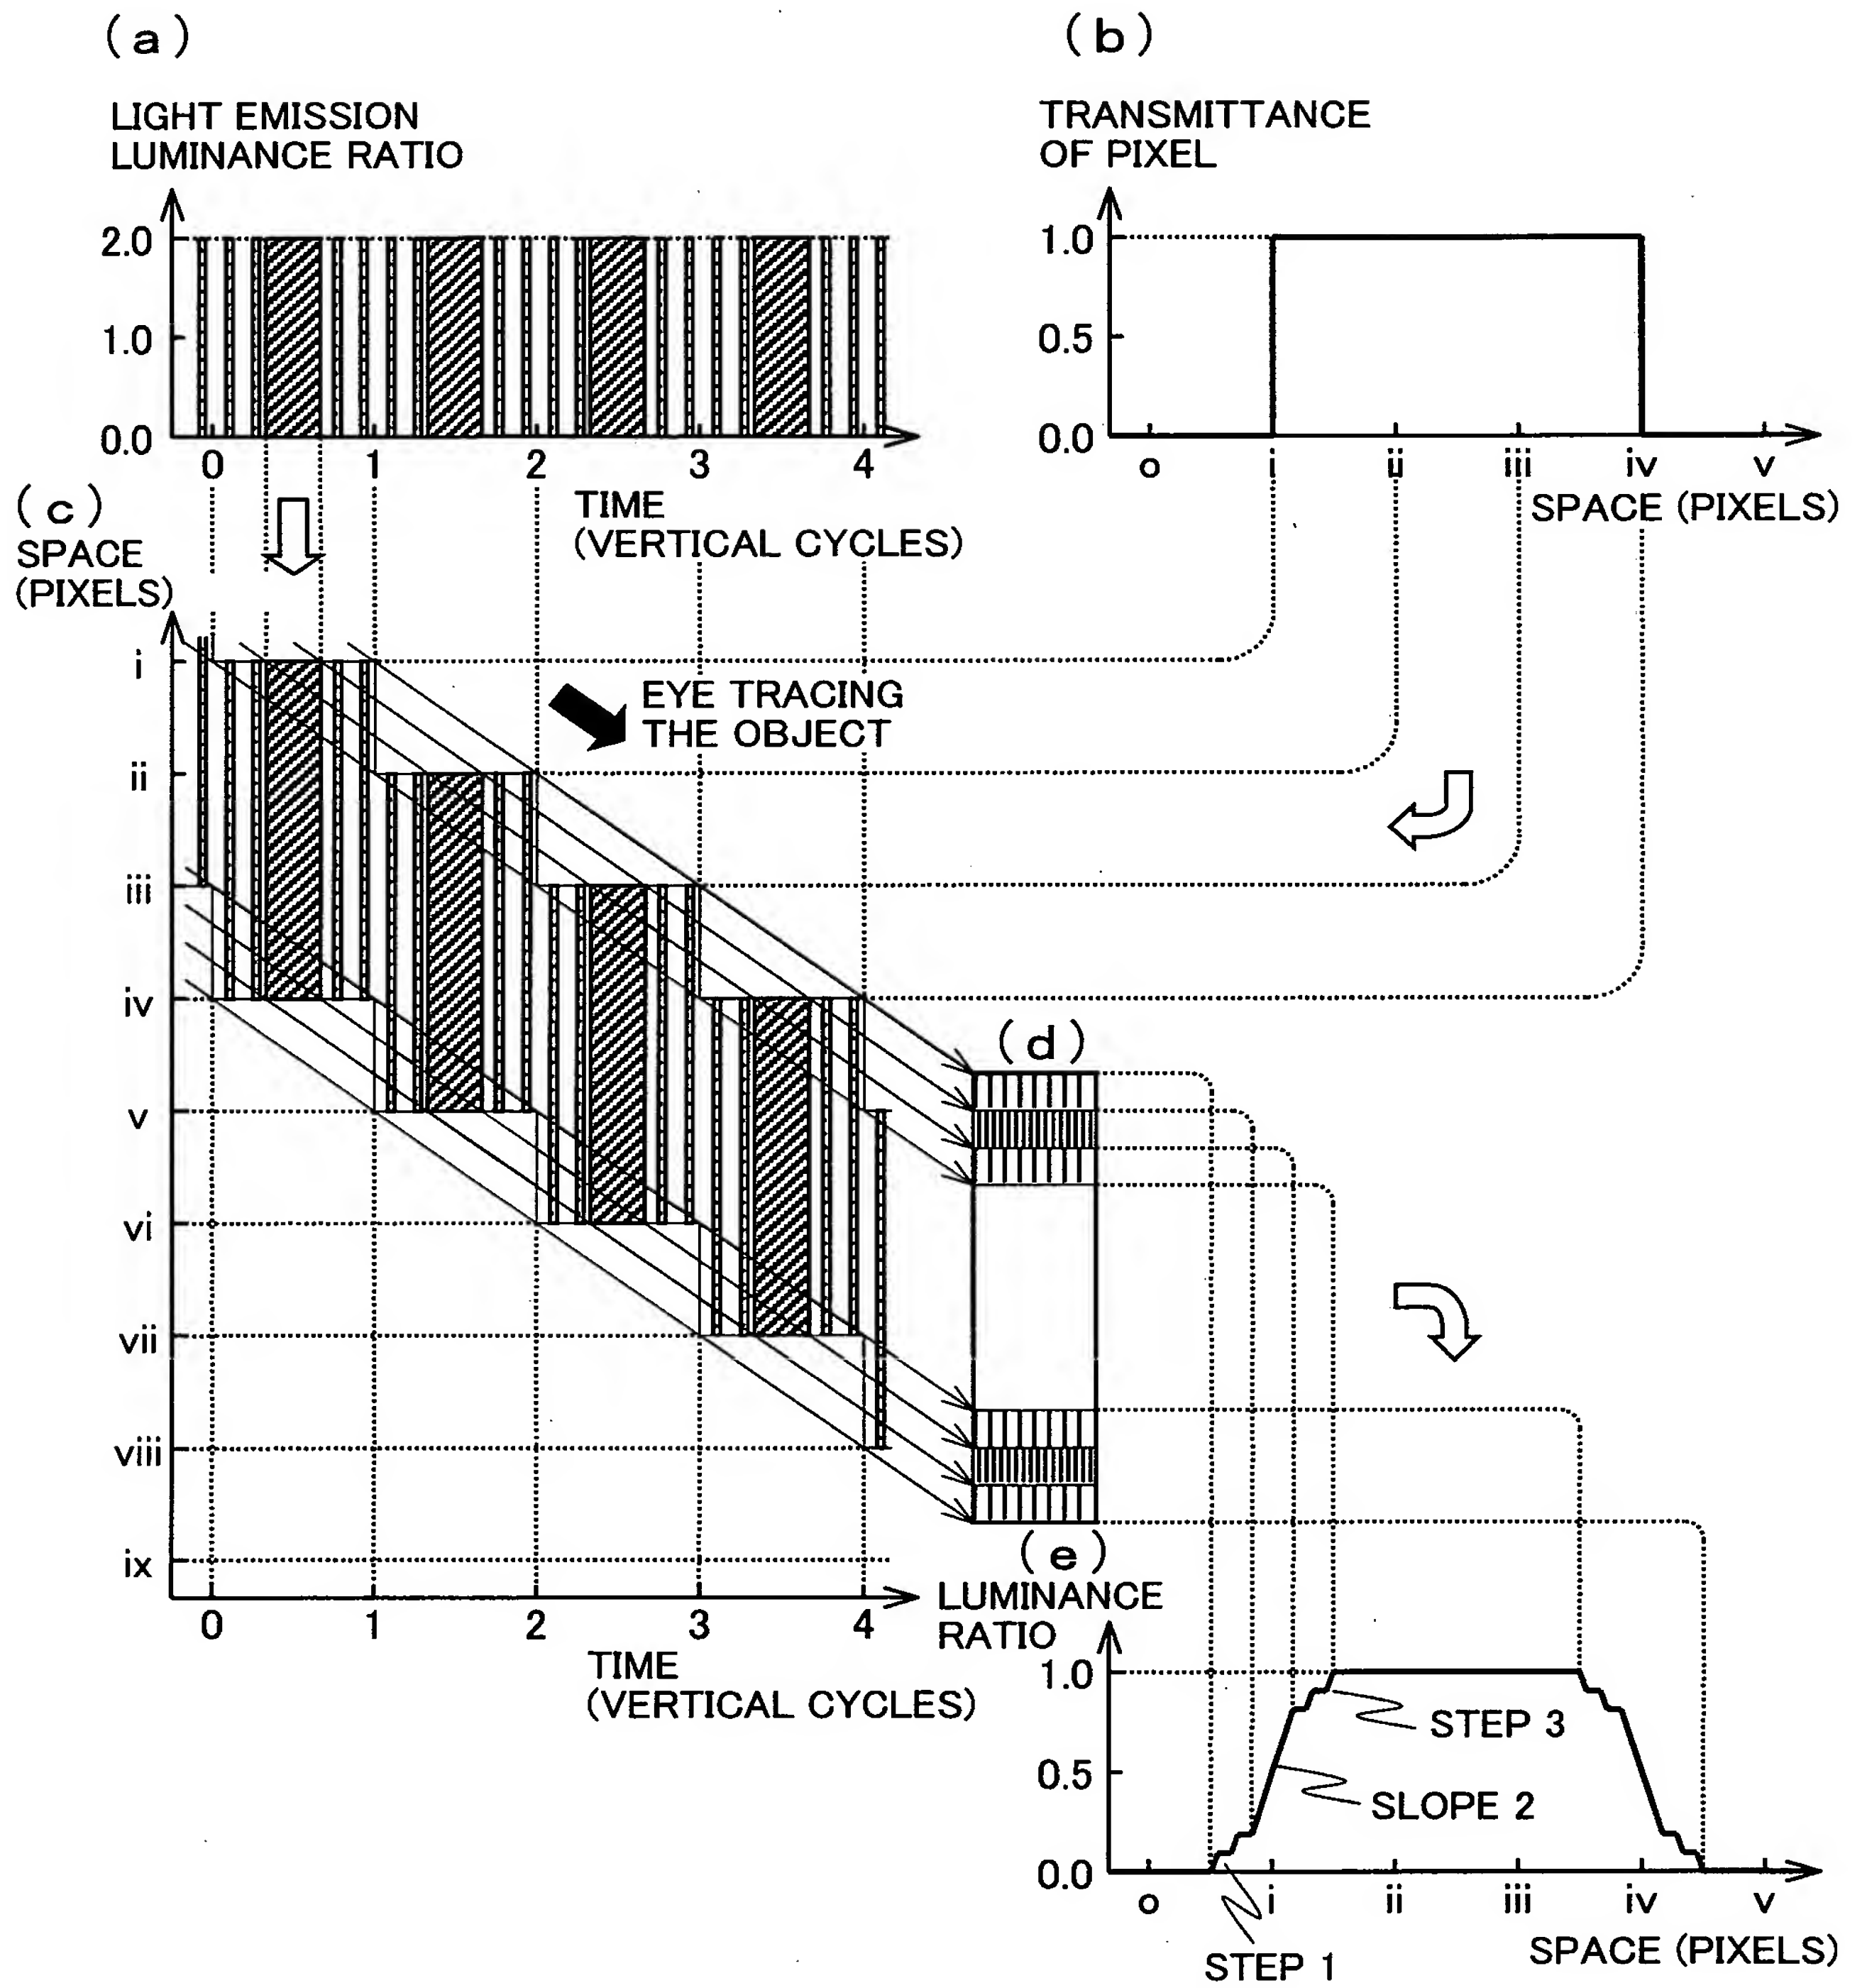 (a)
LIGHT EMISSION
LUMINANCE RATIO
2.0
1.0
0.0
0 1 2 3 4
TIME
(VERTICAL CYCLES)
(b)
TRANSMITTANCE
OF PIXEL
1.0
0.5
0.0
o i ii iii iv v
SPACE (PIXELS)
(c)
SPACE
(PIXELS)
i
ii
iii
iv
v
vi
vii
viii
ix
EYE TRACING
THE OBJECT
0 1 2 3 4
TIME
(VERTICAL CYCLES)
(d)
(e)
LUMINANCE
RATIO
1.0
0.5
0.0
STEP 3
SLOPE 2
o i ii iii iv v
STEP 1
SPACE (PIXELS)